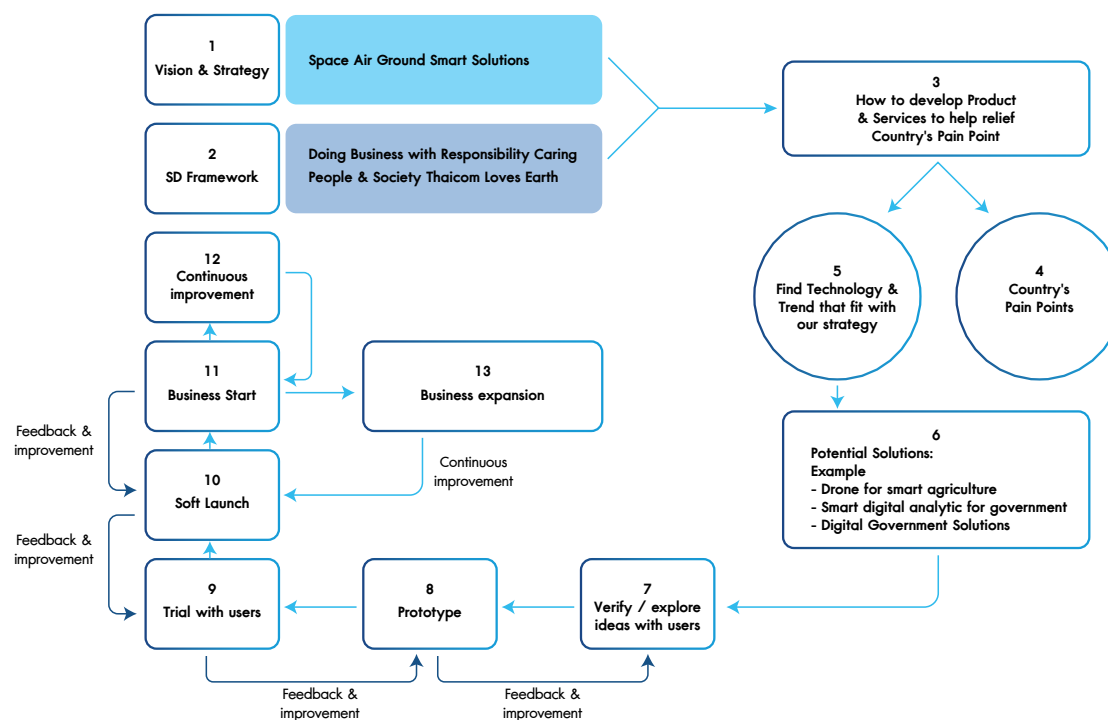 1
Vision & Strategy
Space Air Ground Smart Solutions
2
SD Framework
Doing Business with Responsibility Caring
People & Society Thaicom Loves Earth
3
How to develop Product
& Services to help relief
Country's Pain Point
4
Country's
Pain Points
5
Find Technology &
Trend that fit with
our strategy
6
Potential Solutions:
Example
- Drone for smart agriculture
- Smart digital analytic for government
- Digital Government Solutions
7
Verify / explore
ideas with users
8
Prototype
9
Trial with users
10
Soft Launch
11
Business Start
12
Continuous
improvement
13
Business expansion
Continuous
improvement
Feedback &
improvement
Feedback &
improvement
Feedback &
improvement
Feedback &
improvement